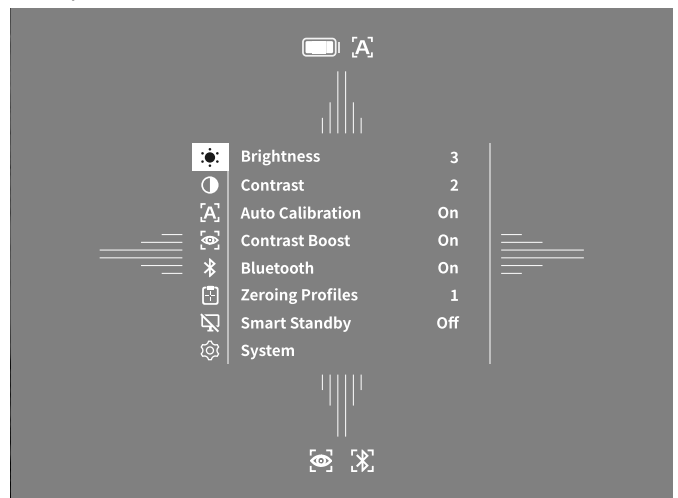 [A]
Brightness 3
Contrast 2
[A] Auto Calibration On
Contrast Boost On
Bluetooth On
Zeroing Profiles 1
Smart Standby Off
System